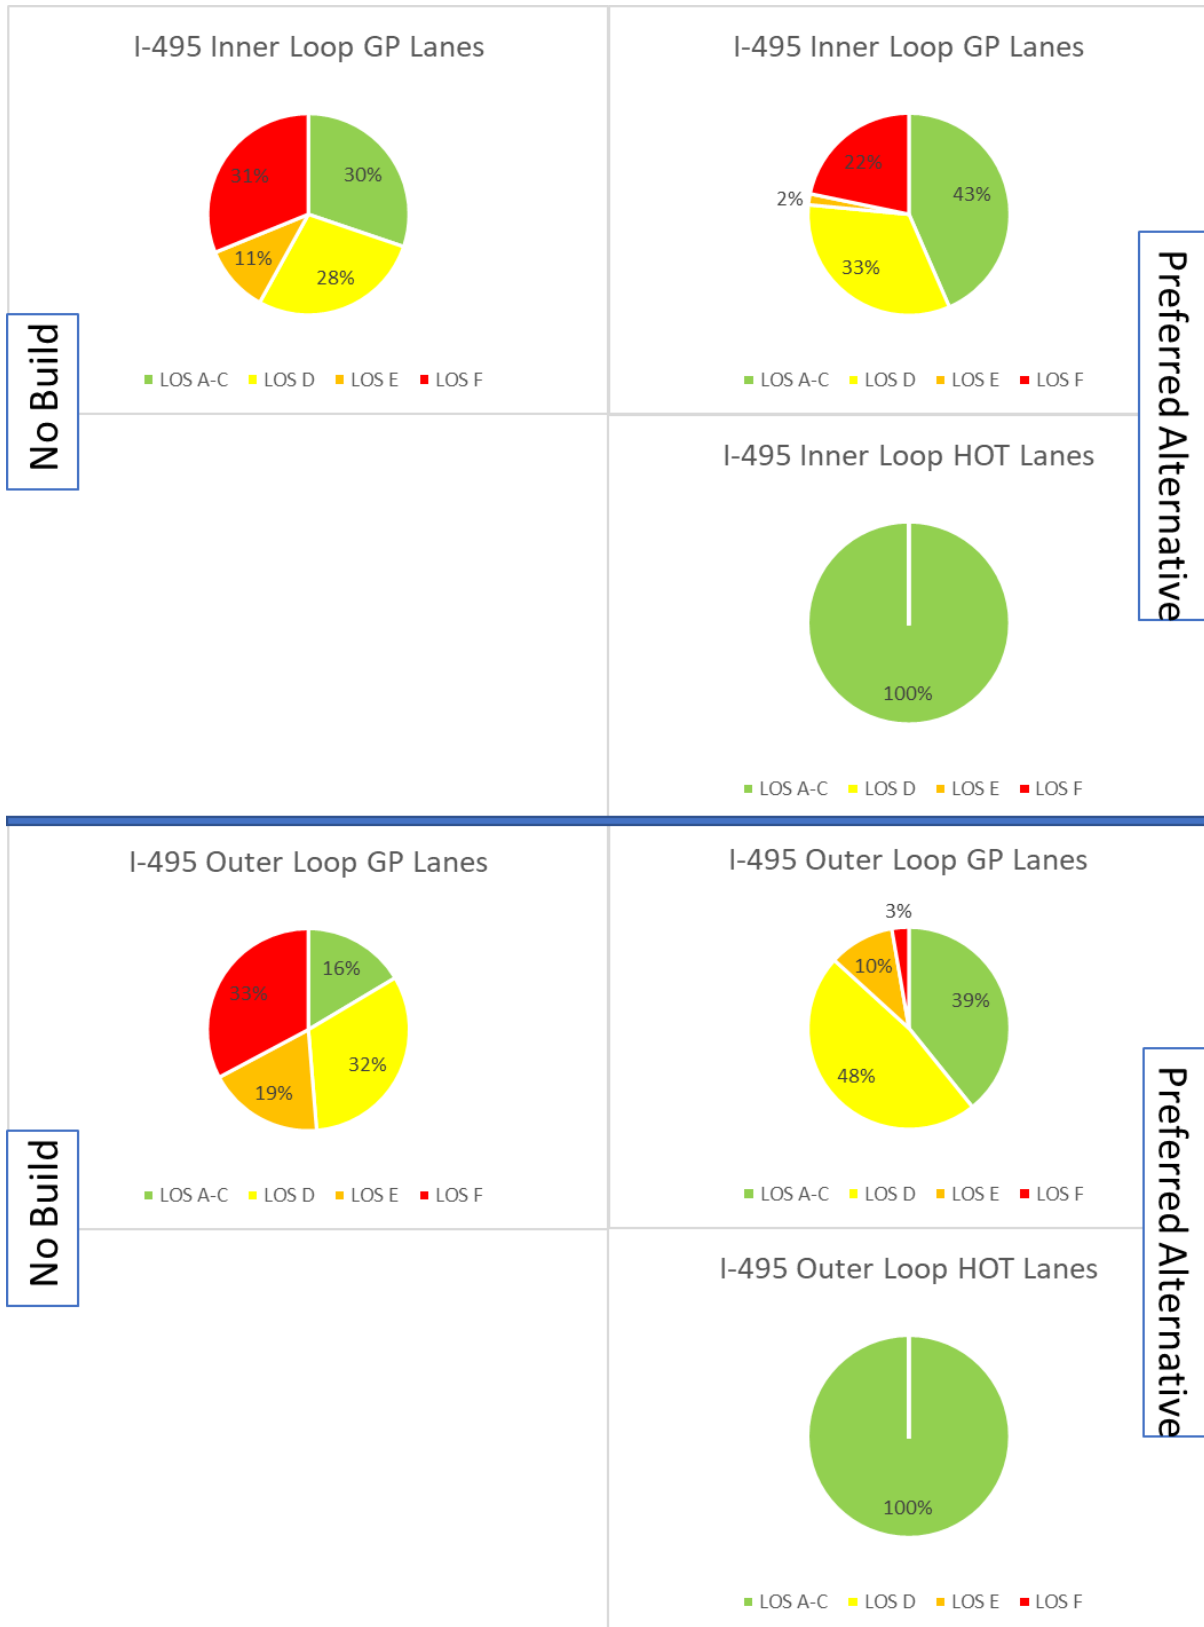 I-495 Inner Loop GP Lanes
30%
28%
11%
31%
LOS A-C LOS D LOS E LOS F
No Build
I-495 Inner Loop GP Lanes
43%
33%
2%
22%
LOS A-C LOS D LOS E LOS F
I-495 Inner Loop HOT Lanes
100%
LOS A-C LOS D LOS E LOS F
Preferred Alternative
I-495 Outer Loop GP Lanes
16%
32%
19%
33%
LOS A-C LOS D LOS E LOS F
No Build
I-495 Outer Loop GP Lanes
39%
48%
10%
3%
LOS A-C LOS D LOS E LOS F
I-495 Outer Loop HOT Lanes
100%
LOS A-C LOS D LOS E LOS F
Preferred Alternative